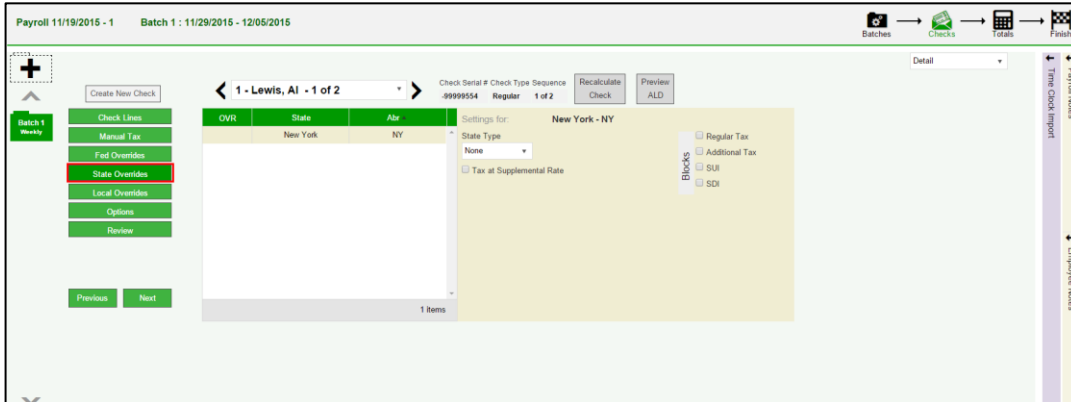 Payroll 11/19/2015 - 1 Batch 1 : 11/29/2015 - 12/05/2015
Batches Checks Totals Finish
Detail
Create New Check
1 - Lewis, Al - 1 of 2
Check Serial # Check Type Sequence
-99999554 Regular 1 of 2
Recalculate
Check
Preview
ALD
Batch 1
Weekly
Check Lines
Manual Tax
Fed Overrides
State Overrides
Local Overrides
Options
Review
Previous Next
OVR State Abr
New York NY
1 items
Settings for: New York - NY
State Type
None
Tax at Supplemental Rate
Blocks
Regular Tax
Additional Tax
SUI
SDI
Time Clock Import
Payroll Notes
Employee Notes